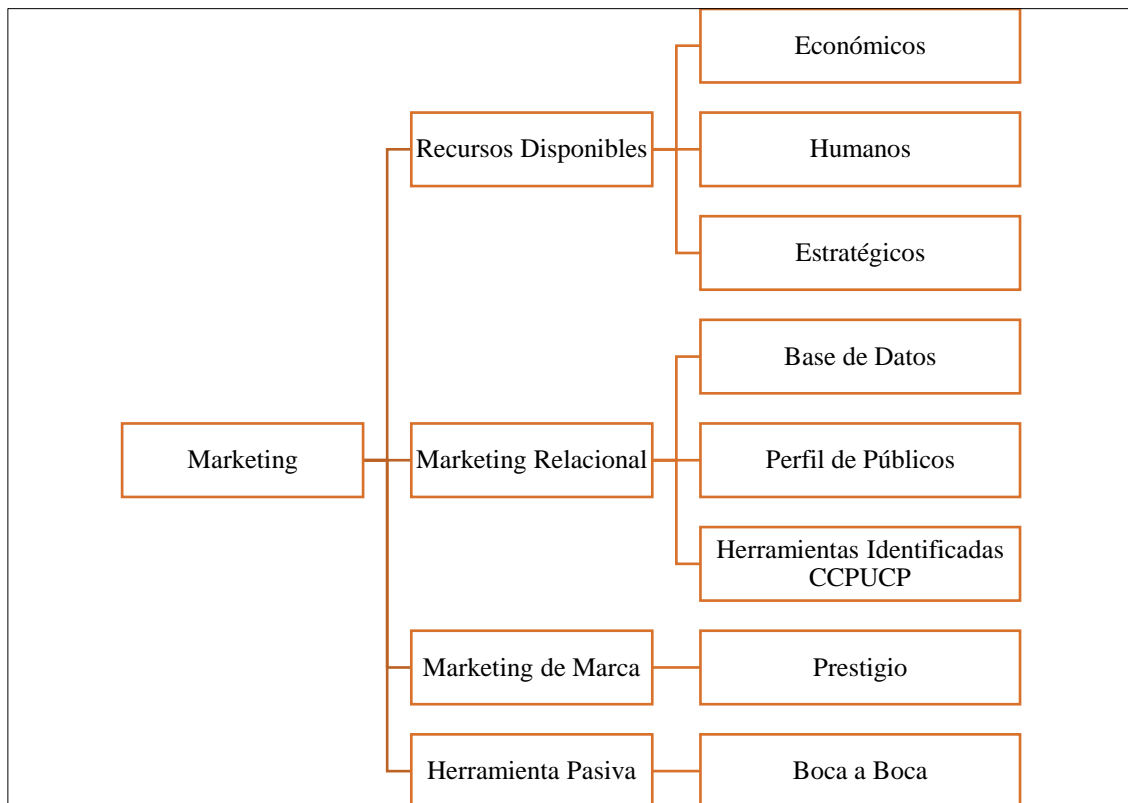 Marketing
Recursos Disponibles
Económicos
Humanos
Estratégicos
Marketing Relacional
Base de Datos
Perfil de Públicos
Herramientas Identificadas
CCPUCP
Marketing de Marca
Prestigio
Herramienta Pasiva
Boca a Boca